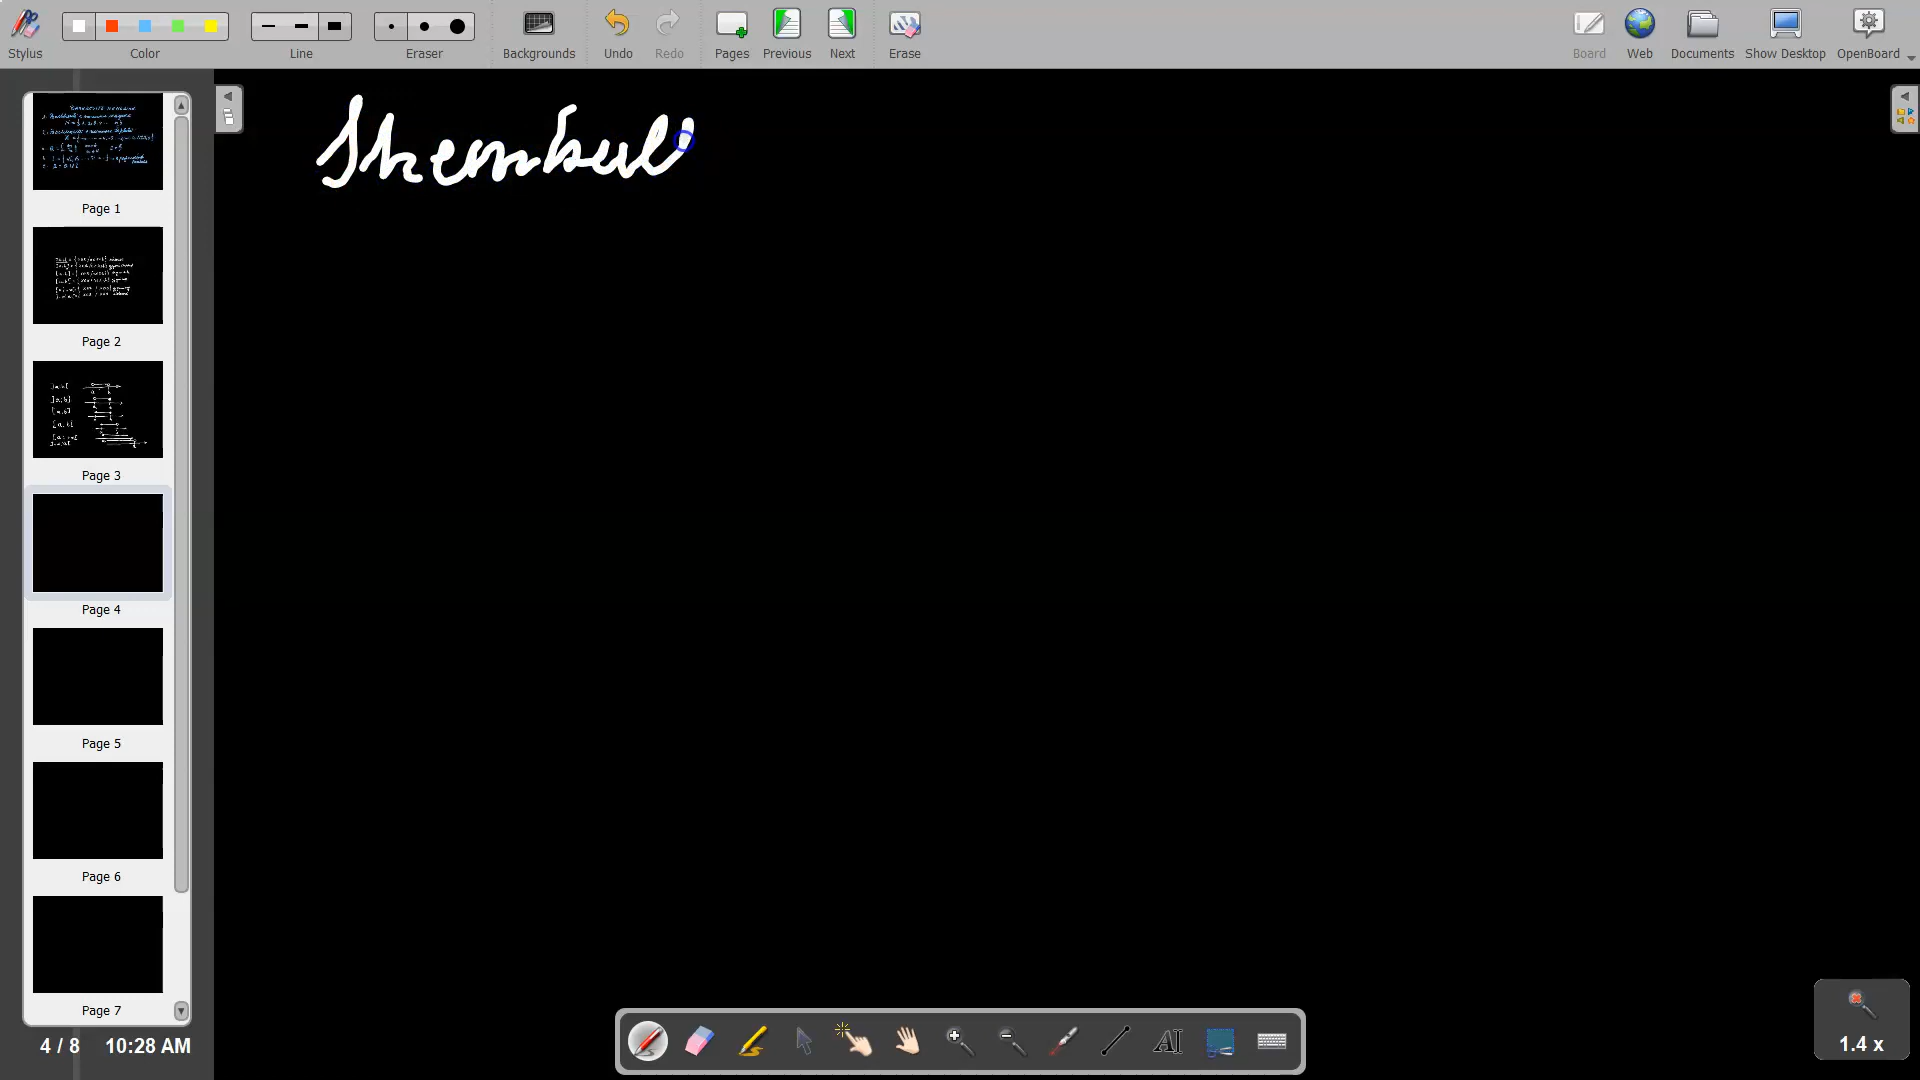 Stylus
Color
Line
Eraser
Backgrounds
Undo
Redo
Pages
Previous
Next
Erase
Board
Web
Documents
Show Desktop
OpenBoard
Shembul
Page 1
Page 2
Page 3
Page 4
Page 5
Page 6
Page 7
4 / 8 10:28 AM
1.4 x